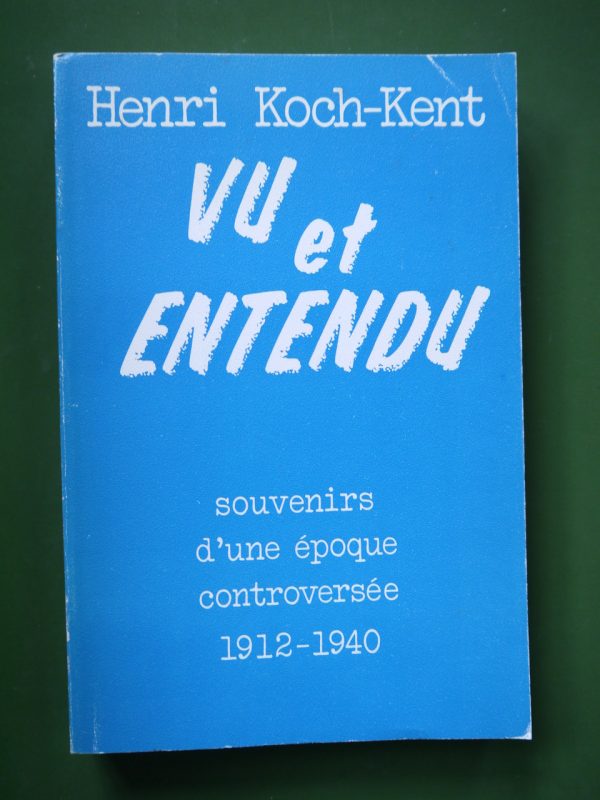 Henri Koch-Kent
VU et
ENTENDU
souvenirs
d'une époque
controversée
1912-1940